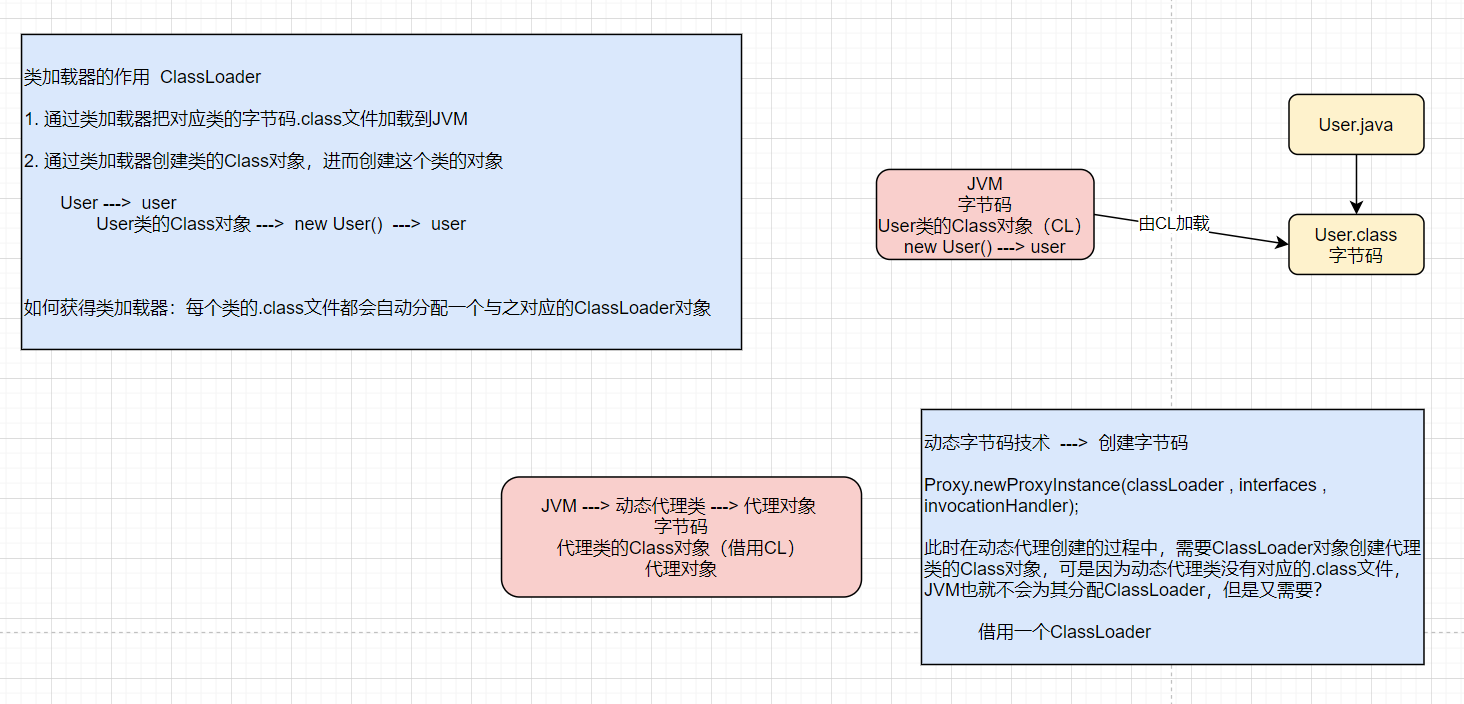 类加载器的作用 ClassLoader
1. 通过类加载器把对应类的字节码.class文件加载到JVM
2. 通过类加载器创建类的Class对象，进而创建这个类的对象
User ---> user
User类的Class对象 ---> new User() ---> user
如何获得类加载器：每个类的.class文件都会自动分配一个与之对应的ClassLoader对象
User.java
JVM
字节码
User类的Class对象（CL）
new User() ---> user
由CL加载
User.class
字节码
JVM ---> 动态代理类 ---> 代理对象
字节码
代理类的Class对象（借用CL）
代理对象
动态字节码技术 ---> 创建字节码
Proxy.newProxyInstance(classLoader , interfaces ,
invocationHandler);
此时在动态代理创建的过程中，需要ClassLoader对象创建代理
类的Class对象，可是因为动态代理类没有对应的.class文件，
JVM也就不会为其分配ClassLoader，但是又需要？
借用一个ClassLoader